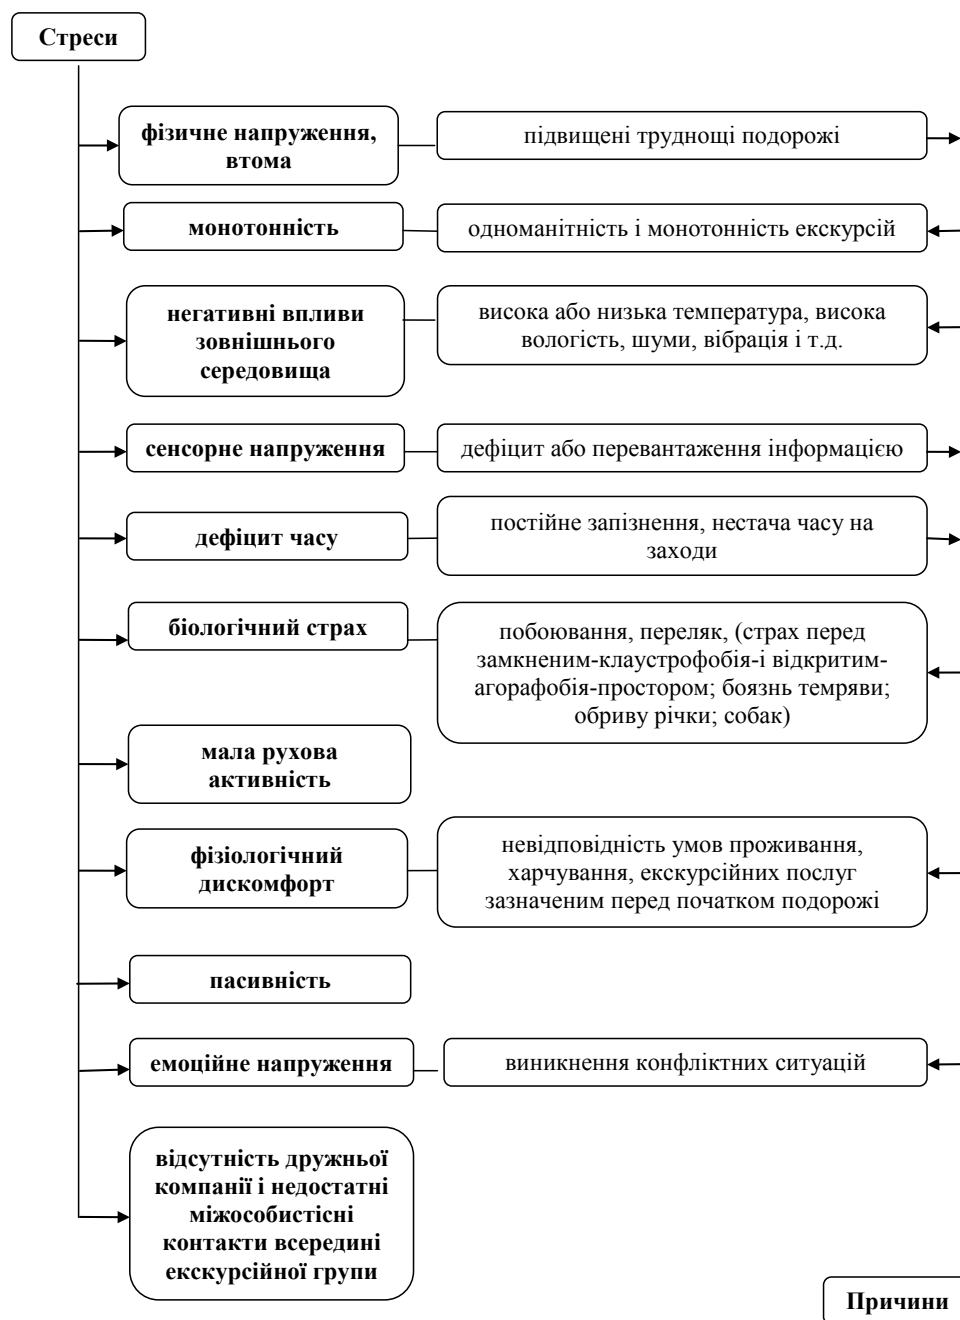 Стреси
фізичне напруження,
втома
підвищені труднощі подорожі
монотонність
одноманітність і монотонність екскурсій
негативні впливи
зовнішнього
середовища
висока або низька температура, висока
вологість, шуми, вібрація і т.д.
сенсорне напруження
дефіцит або перевантаження інформацією
дефіцит часу
постійне запізнення, нестача часу на
заходи
біологічний страх
побоювання, переляк, (страх перед
замкненим-клаустрофобія-і відкритим-
агорафобія-простором; боязнь темряви;
обриву річки; собак)
мала рухова
активність
фізіологічний
дискомфорт
невідповідність умов проживання,
харчування, екскурсійних послуг
зазначеним перед початком подорожі
пасивність
емоційне напруження
виникнення конфліктних ситуацій
відсутність дружньої
компанії і недостатні
міжособистісні
контакти всередині
екскурсійної групи
Причини